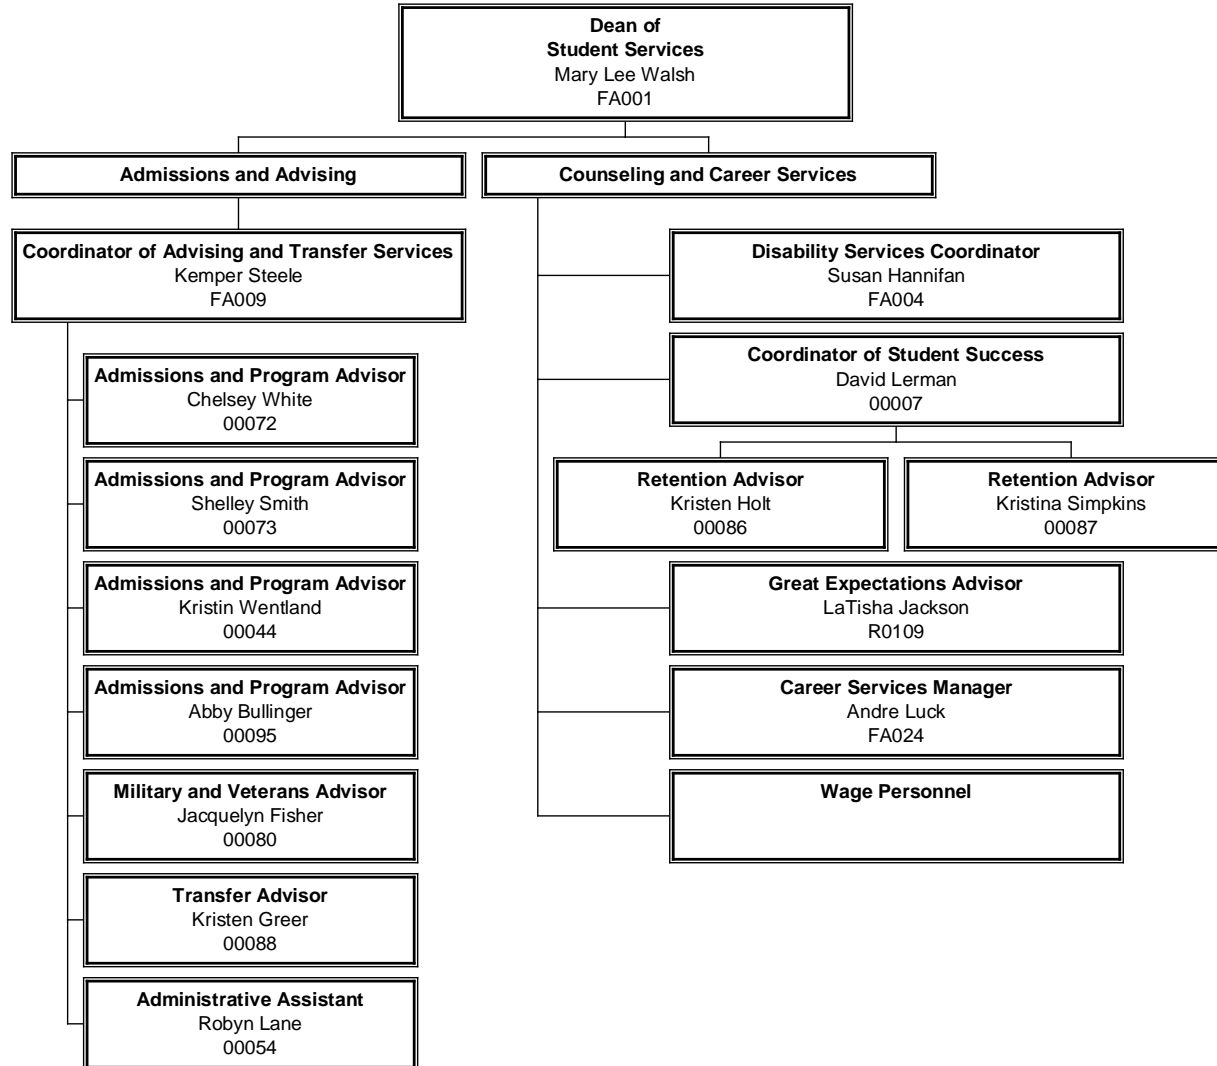 Dean of
Student Services
Mary Lee Walsh
FA001
Admissions and Advising
Counseling and Career Services
Coordinator of Advising and Transfer Services
Kemper Steele
FA009
Admissions and Program Advisor
Chelsey White
00072
Admissions and Program Advisor
Shelley Smith
00073
Admissions and Program Advisor
Kristin Wentland
00044
Admissions and Program Advisor
Abby Bullinger
00095
Military and Veterans Advisor
Jacquelyn Fisher
00080
Transfer Advisor
Kristen Greer
00088
Administrative Assistant
Robyn Lane
00054
Disability Services Coordinator
Susan Hannifan
FA004
Coordinator of Student Success
David Lerman
00007
Retention Advisor
Kristen Holt
00086
Retention Advisor
Kristina Simpkins
00087
Great Expectations Advisor
LaTisha Jackson
R0109
Career Services Manager
Andre Luck
FA024
Wage Personnel